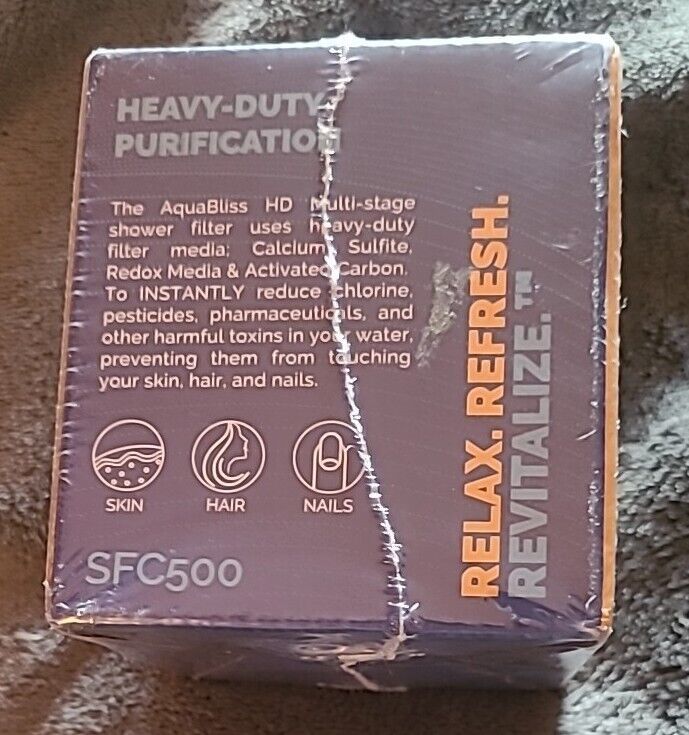 HEAVY-DUTY
PURIFICATION
The AquaBliss HD Multi-stage
shower filter uses heavy-duty
filter media: Calcium Sulfite,
Redox Media & Activated Carbon.
To INSTANTLY reduce chlorine,
pesticides, pharmaceuticals, and
other harmful toxins in your water,
preventing them from touching
your skin, hair, and nails.
SKIN HAIR NAILS
SFC500
RELAX. REFRESH.
REVITALIZE.™